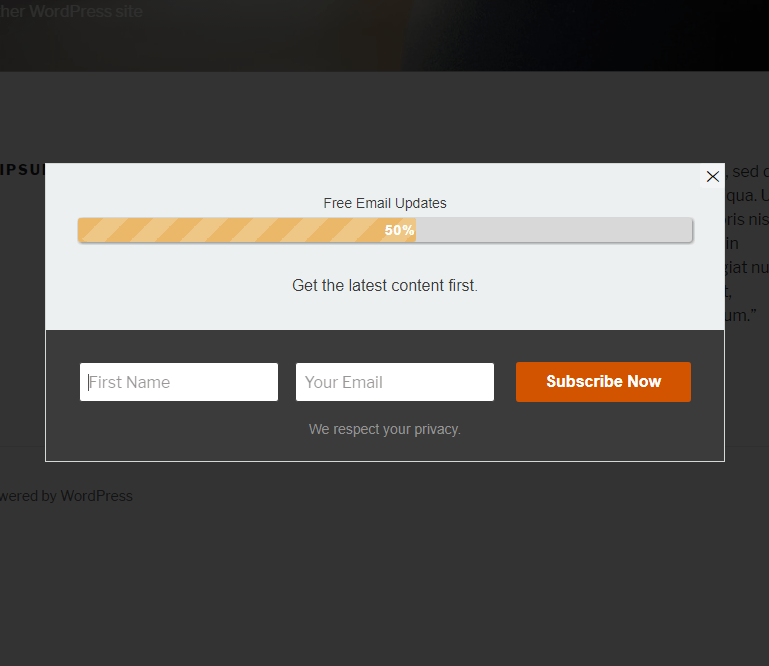 her WordPress site
IPSU
Free Email Updates
50%
Get the latest content first.
First Name
Your Email
Subscribe Now
We respect your privacy.
, sed
qua. U
ris nis
in
giat nu
t,
um.”
wered by WordPress